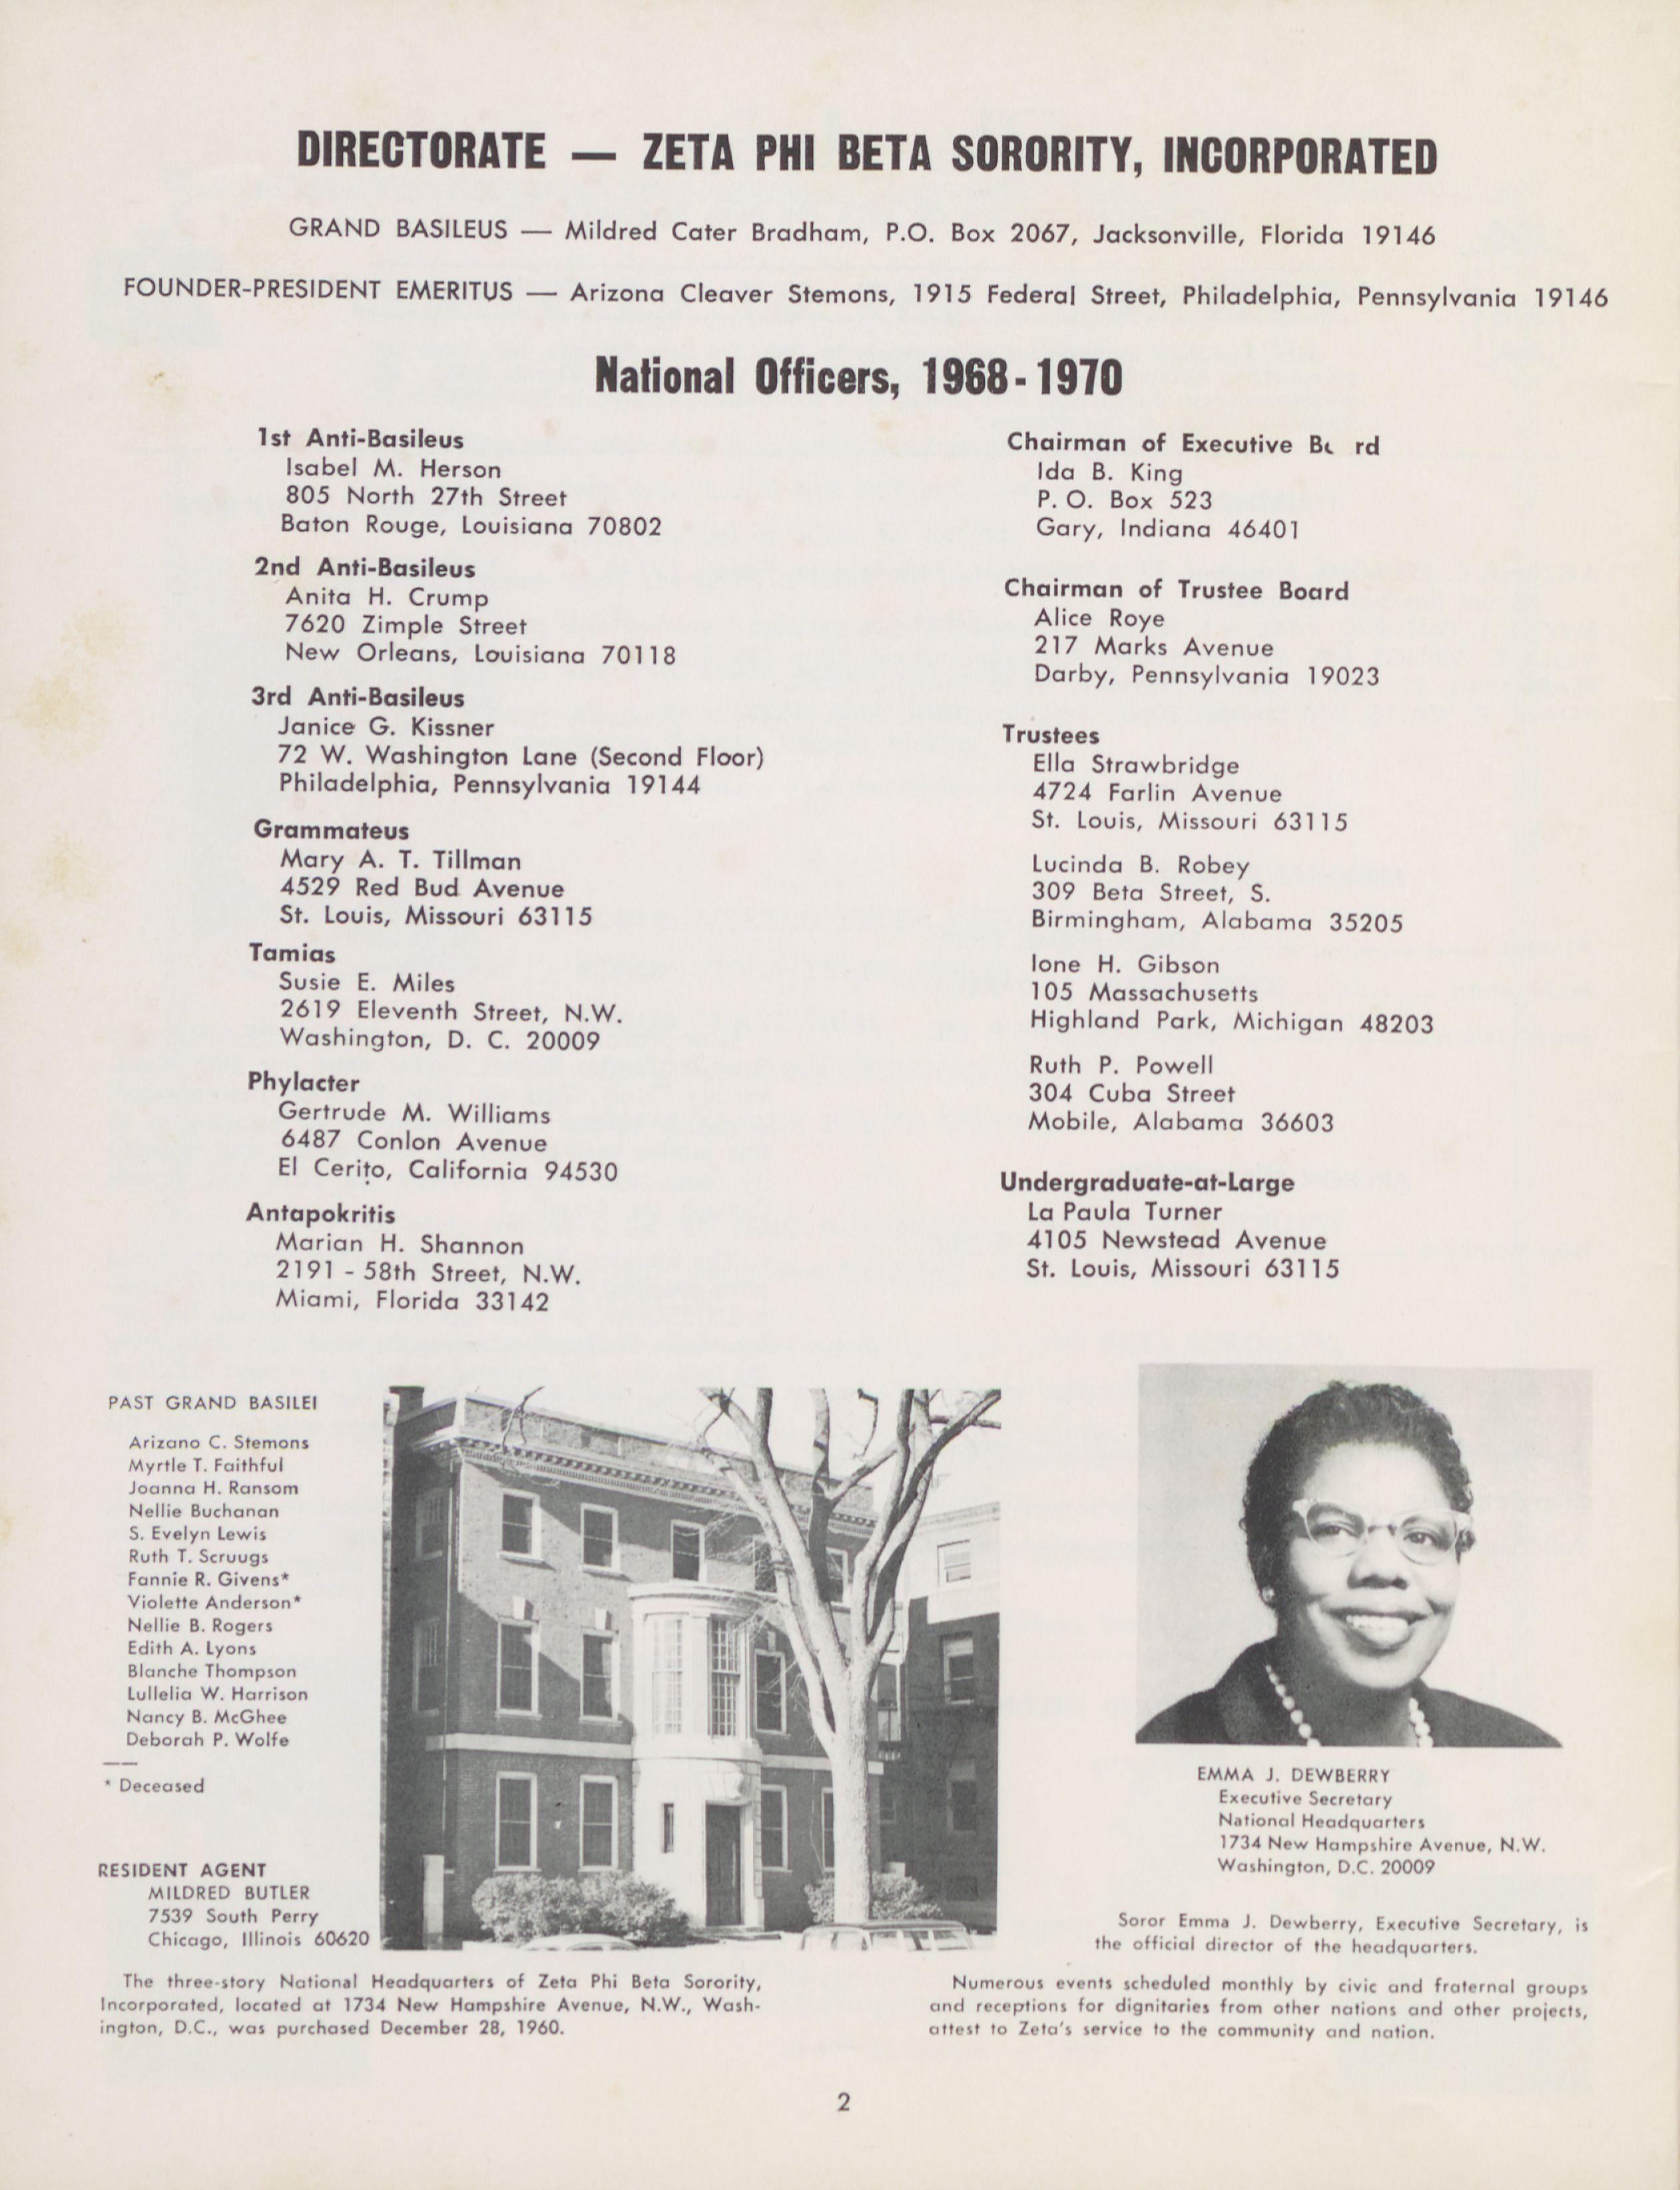 DIRECTORATE — ZETA PHI BETA SORORITY, INCORPORATED
GRAND BASILEUS — Mildred Cater Bradham, P.O. Box 2067, Jacksonville, Florida 19146
FOUNDER-PRESIDENT EMERITUS — Arizona Cleaver Stemons, 1915 Federal Street, Philadelphia, Pennsylvania 19146
National Officers, 1968-1970
1st Anti-Basileus
Isabel M. Herson
805 North 27th Street
Baton Rouge, Louisiana 70802
2nd Anti-Basileus
Anita H. Crump
7620 Zimple Street
New Orleans, Louisiana 70118
3rd Anti-Basileus
Janice G. Kissner
72 W. Washington Lane (Second Floor)
Philadelphia, Pennsylvania 19144
Grammateus
Mary A. T. Tillman
4529 Red Bud Avenue
St. Louis, Missouri 63115
Tamias
Susie E. Miles
2619 Eleventh Street, N.W.
Washington, D. C. 20009
Phylacter
Gertrude M. Williams
6487 Conlon Avenue
El Cerito, California 94530
Antapokritis
Marian H. Shannon
2191 - 58th Street, N.W.
Miami, Florida 33142
Chairman of Executive
Ida B. King
P. O. Box 523
Gary, Indiana 46401
Chairman of Trustee Board
Alice Roye
217 Marks Avenue
Darby, Pennsylvania 19023
Trustees
Ella Strawbridge
4724 Farlin Avenue
St. Louis, Missouri 63115
Lucinda B. Robey
309 Beta Street, S.
Birmingham, Alabama 35205
Ione H. Gibson
105 Massachusetts
Highland Park, Michigan 48203
Ruth P. Powell
304 Cuba Street
Mobile, Alabama 36603
Undergraduate-at-Large
La Paula Turner
4105 Newstead Avenue
St. Louis, Missouri 63115
PAST GRAND BASILEI
Arizano C. Stemons
Myrtle T. Faithful
Joanna H. Ransom
Nellie Buchanan
S. Evelyn Lewis
Ruth T. Scruugs
Fannie R. Givens*
Violette Anderson*
Nellie B. Rogers
Edith A. Lyons
Blanche Thompson
Lullelia W. Harrison
Nancy B. McGhee
Deborah P. Wolfe
* Deceased
RESIDENT AGENT
MILDRED BUTLER
7539 South Perry
Chicago, Illinois 60620
The three-story National Headquarters of Zeta Phi Beta Sorority,
Incorporated, located at 1734 New Hampshire Avenue, N.W., Wash-
ington, D.C., was purchased December 28, 1960.
EMMA J. DEWBERRY
Executive Secretary
National Headquarters
1734 New Hampshire Avenue, N.W.
Washington, D.C. 20009
Soror Emma J. Dewberry, Executive Secretary, is
the official director of the headquarters.
Numerous events scheduled monthly by civic and fraternal groups
and receptions for dignitaries from other nations and other projects,
attest to Zeta's service to the community and nation.
2